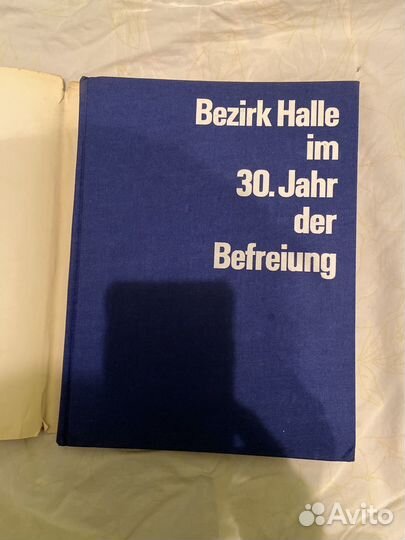 Bezirk Halle
im
30. Jahr
der
Befreiung
Avito